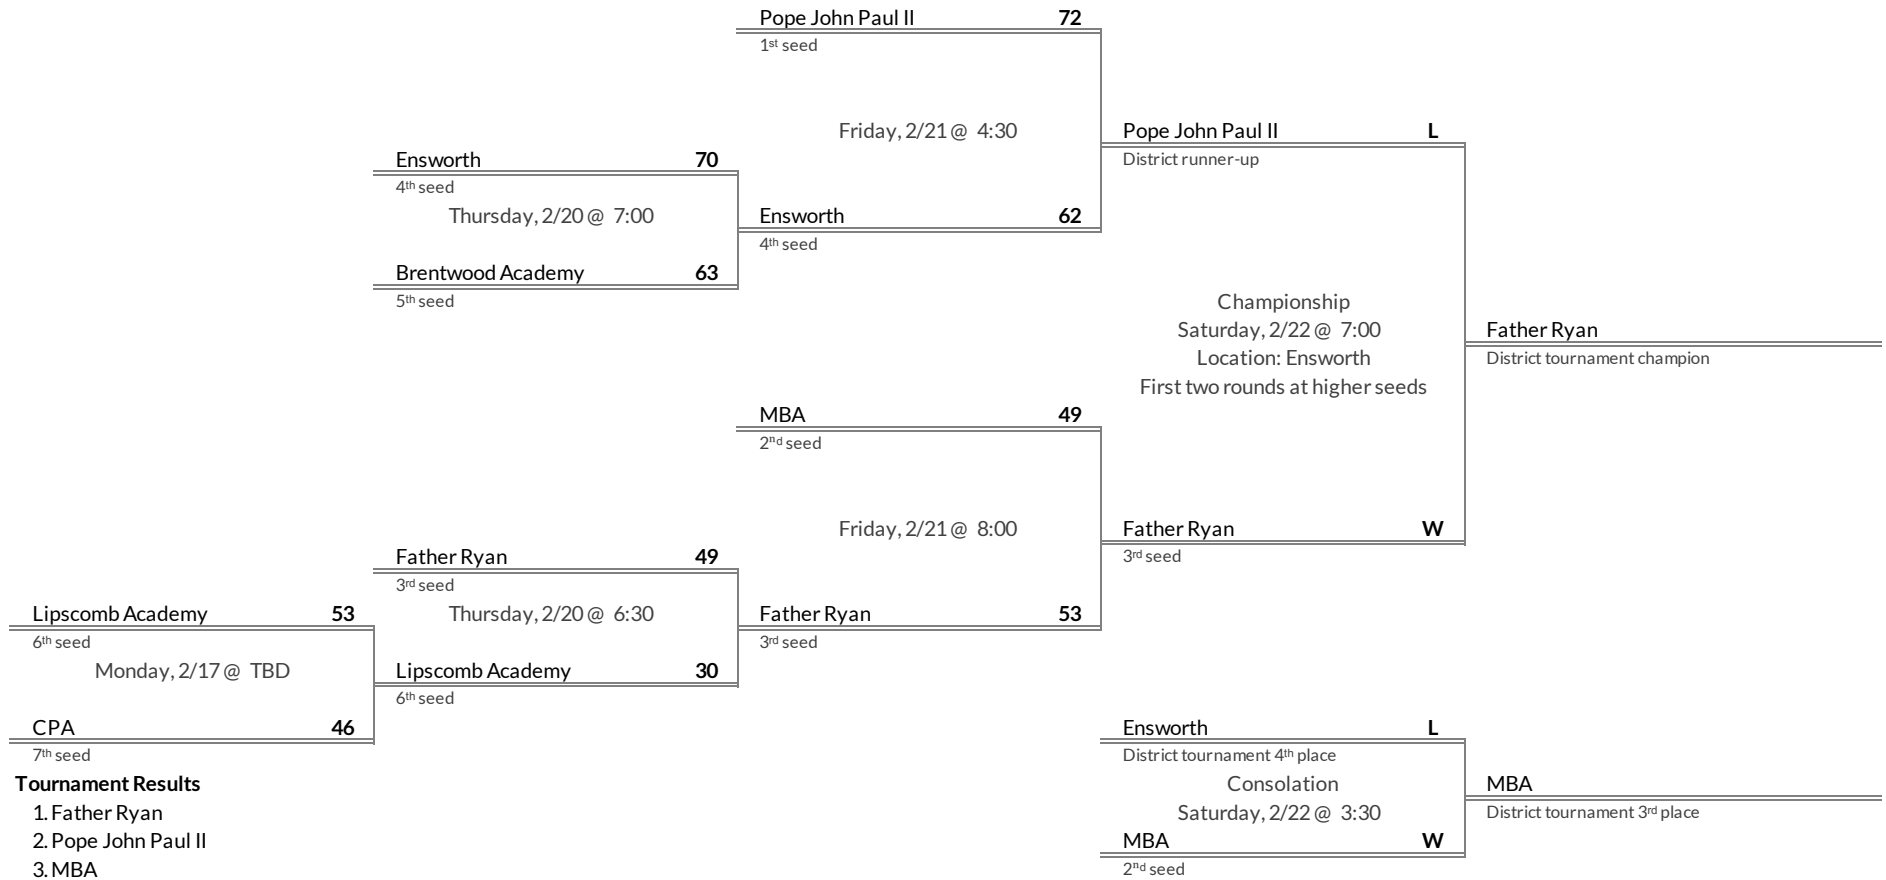 Pope John Paul II 72
1st seed
Friday, 2/21 @ 4:30
Pope John Paul II L
District runner-up
Ensworth 70
4th seed
Thursday, 2/20 @ 7:00
Ensworth 62
4th seed
Brentwood Academy 63
5th seed
Championship
Saturday, 2/22 @ 7:00
Location: Ensworth
First two rounds at higher seeds
Father Ryan
District tournament champion
MBA 49
2nd seed
Friday, 2/21 @ 8:00
Father Ryan W
3rd seed
Father Ryan 49
3rd seed
Thursday, 2/20 @ 6:30
Father Ryan 53
3rd seed
Lipscomb Academy 53
6th seed
Monday, 2/17 @ TBD
Lipscomb Academy 30
6th seed
CPA 46
7th seed
Ensworth L
District tournament 4th place
Consolation
Saturday, 2/22 @ 3:30
MBA W
2nd seed
MBA
District tournament 3rd place
Tournament Results
1. Father Ryan
2. Pope John Paul II
3. MBA